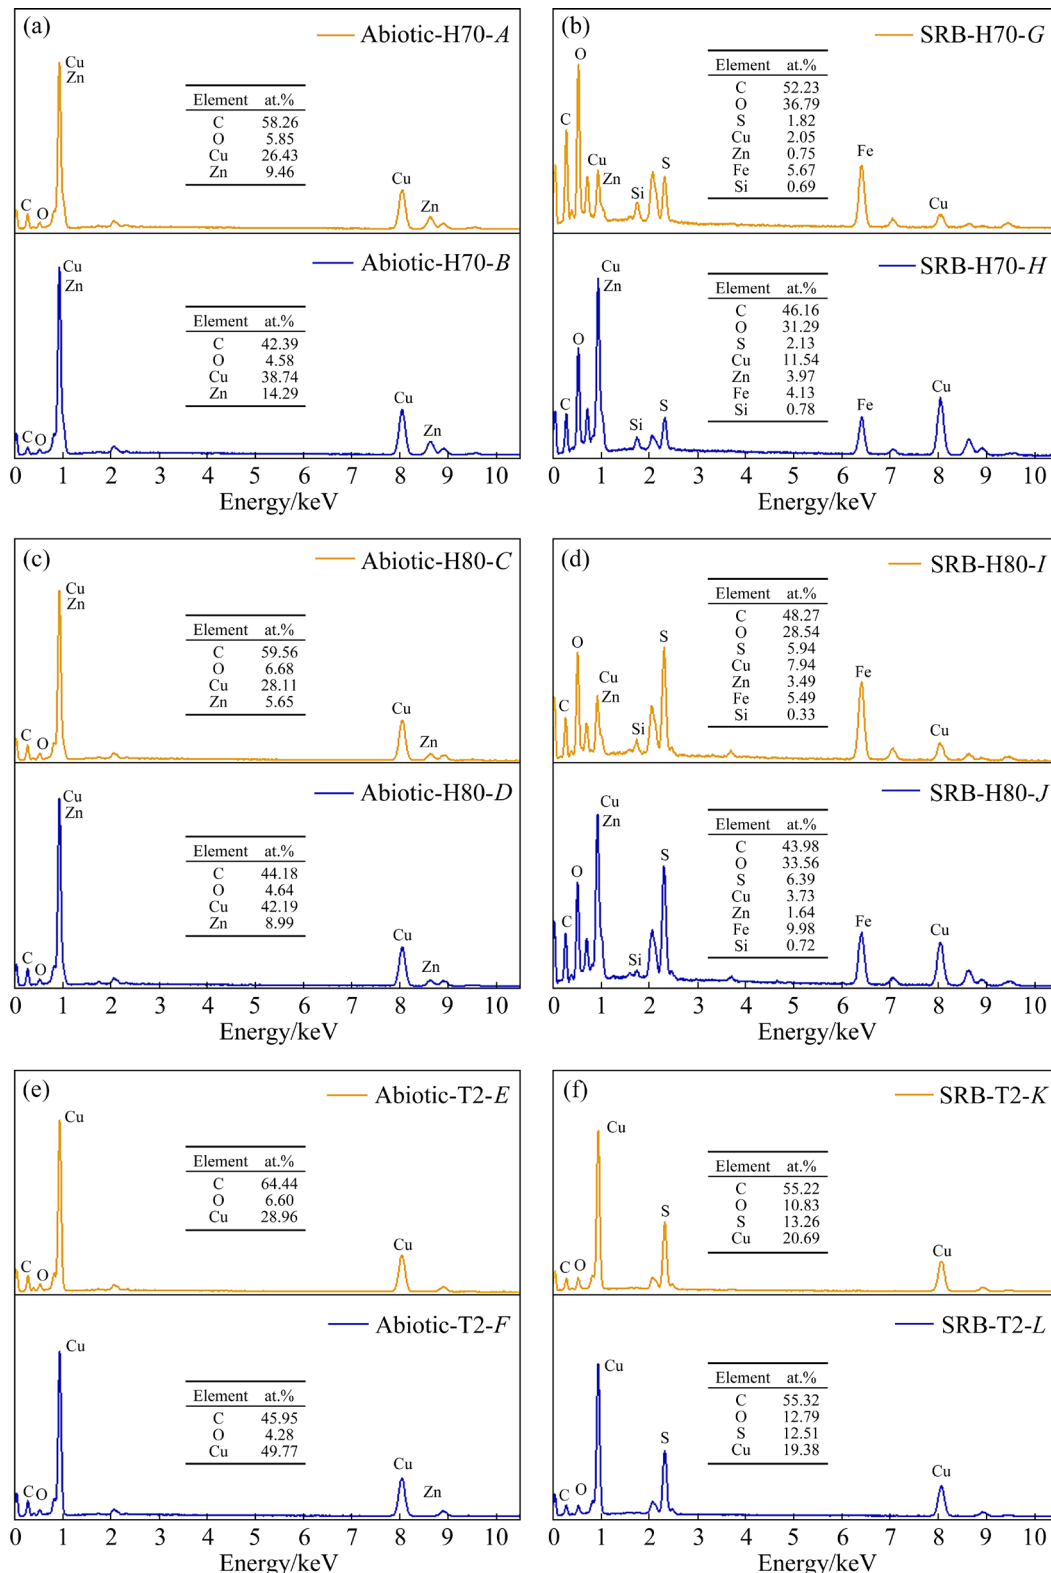 (a)
Abiotic-H70-A
Cu
Zn
Element at.%
C 58.26
O 5.85
Cu 26.43
Zn 9.46
C
O
Cu
Zn
Abiotic-H70-B
Cu
Zn
Element at.%
C 42.39
O 4.58
Cu 38.74
Zn 14.29
C
O
Cu
Zn
0 1 2 3 4 5 6 7 8 9 10
Energy/keV
(b)
SRB-H70-G
O
Element at.%
C 52.23
O 36.79
S 1.82
Cu 2.05
Zn 0.75
Fe 5.67
Si 0.69
C
Cu
Zn
Si
S
Fe
Cu
SRB-H70-H
Cu
Zn
Element at.%
C 46.16
O 31.29
S 2.13
Cu 11.54
Zn 3.97
Fe 4.13
Si 0.78
O
C
Si
S
Fe
Cu
0 1 2 3 4 5 6 7 8 9 10
Energy/keV
(c)
Abiotic-H80-C
Cu
Zn
Element at.%
C 59.56
O 6.68
Cu 28.11
Zn 5.65
C
O
Cu
Zn
Abiotic-H80-D
Cu
Zn
Element at.%
C 44.18
O 4.64
Cu 42.19
Zn 8.99
C
O
Cu
Zn
0 1 2 3 4 5 6 7 8 9 10
Energy/keV
(d)
SRB-H80-I
Element at.%
C 48.27
O 28.54
S 5.94
Cu 7.94
Zn 3.49
Fe 5.49
Si 0.33
O
C
Cu
Zn
Si
S
Fe
Cu
SRB-H80-J
Cu
Zn
Element at.%
C 43.98
O 33.56
S 6.39
Cu 3.73
Zn 1.64
Fe 9.98
Si 0.72
O
C
Si
S
Fe
Cu
0 1 2 3 4 5 6 7 8 9 10
Energy/keV
(e)
Abiotic-T2-E
Cu
Element at.%
C 64.44
O 6.60
Cu 28.96
C
O
Cu
Abiotic-T2-F
Cu
Element at.%
C 45.95
O 4.28
Cu 49.77
C
O
Cu
Zn
0 1 2 3 4 5 6 7 8 9 10
Energy/keV
(f)
SRB-T2-K
Cu
Element at.%
C 55.22
O 10.83
S 13.26
Cu 20.69
C
O
S
Cu
SRB-T2-L
Cu
Element at.%
C 55.32
O 12.79
S 12.51
Cu 19.38
C
O
S
Cu
0 1 2 3 4 5 6 7 8 9 10
Energy/keV